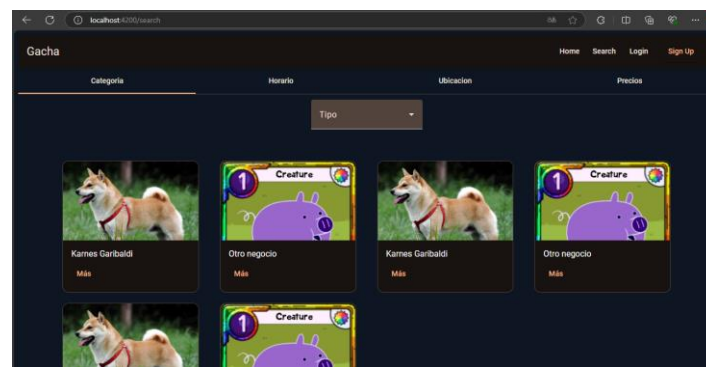 localhost:4200/search
Gacha
Home Search Login Sign Up
Categoria Horario Ubicacion Precios
Tipo
1 Creature 1 Creature
Karnes Garibaldi Otro negocio Karnes Garibaldi Otro negocio
Más Más Más Más
1 Creature